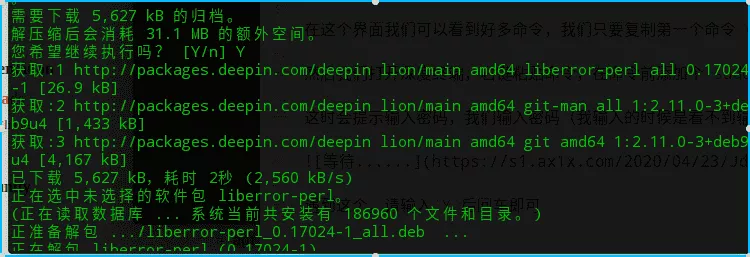 需要下载 5,627 kB 的归档。
解压缩后会消耗 31.1 MB 的额外空间。
您希望继续执行吗? [Y/n] Y
获取:1 http://packages.deepin.com/deepin lion/main amd64 liberror-perl all 0.17024
-1 [26.9 kB]
获取:2 http://packages.deepin.com/deepin lion/main amd64 git-man all 1:2.11.0-3+de
b9u4 [1,433 kB]
获取:3 http://packages.deepin.com/deepin lion/main amd64 git amd64 1:2.11.0-3+deb9
u4 [4,167 kB]
已下载 5,627 kB, 耗时 2秒 (2,560 kB/s)
正在选中未选择的软件包 liberror-perl。
(正在读取数据库 ... 系统当前共安装有 186960 个文件和目录。)
正准备解包 .../liberror-perl_0.17024-1_all.deb  ...
正在解包 liberror-perl (0.17024-1)
在这个界面我们可以看到好多命令，我们只要复制第一个命令
这时会提示输入密码，我们输入密码（我输入的时候是看不到输
![等待......](https://s1.ax1x.com/2020/04/23/Jd